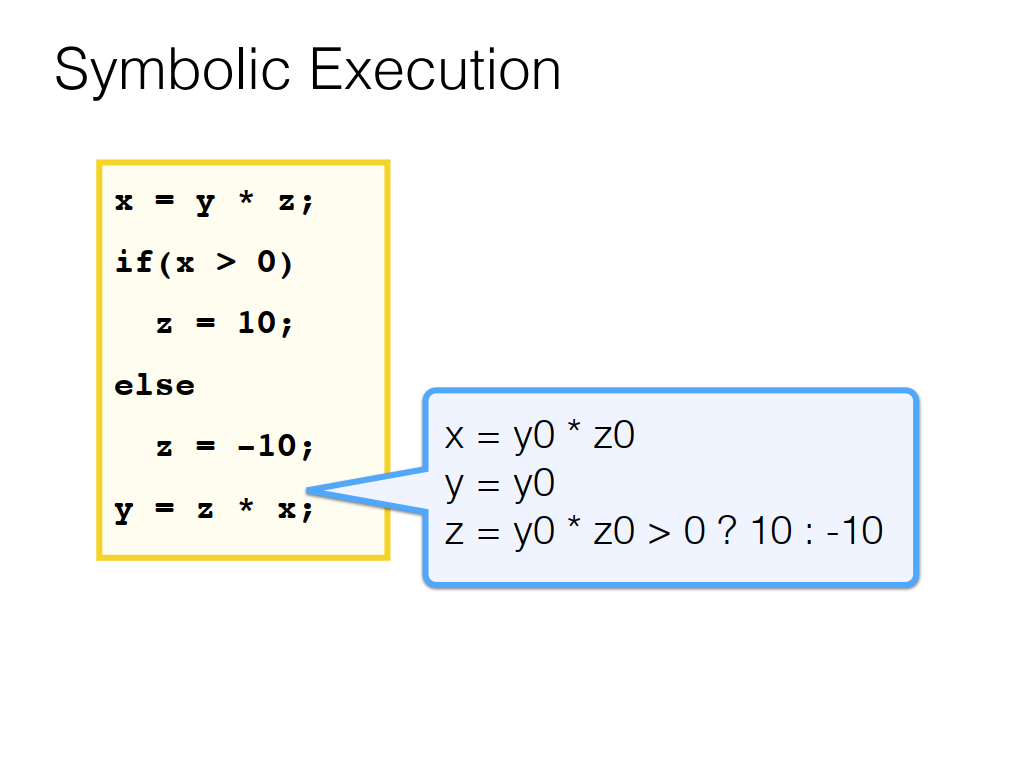 Symbolic Execution
x = y * z;
if(x > 0)
  z = 10;
else
  z = -10;
y = z * x;
x = y0 * z0
y = y0
z = y0 * z0 > 0 ? 10 : -10